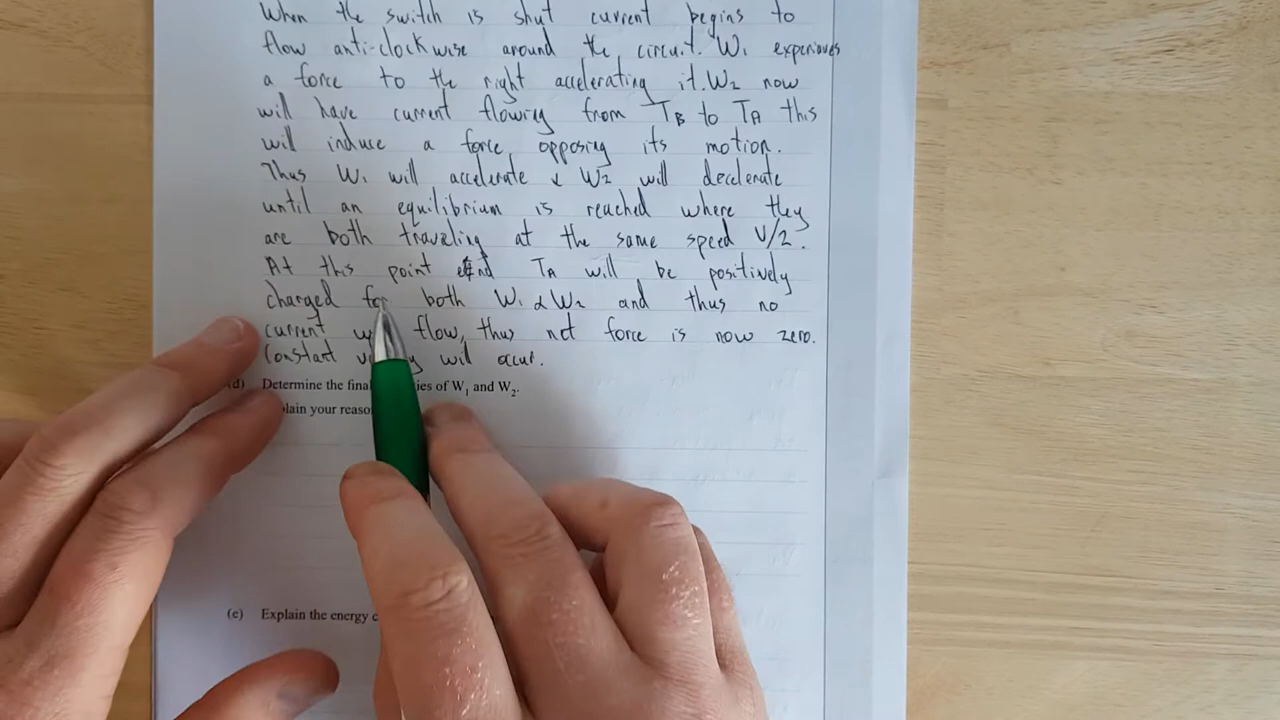 When the switch is shut current begins to
flow anti-clockwise around the circuit. W1 experiences
a force to the right accelerating it. W2 now
will have current flowing from TB to TA this
will induce a force opposing its motion.
Thus W1 will accelerate & W2 will decelerate
until an equilibrium is reached where they
are both traveling at the same speed V/2.
At this point end TA will be positively
charged for both W1 & W2 and thus no
current flow, thus net force is now zero.
Constant will occur.
(d) Determine the final of W1 and W2.
your
(e) Explain the energy